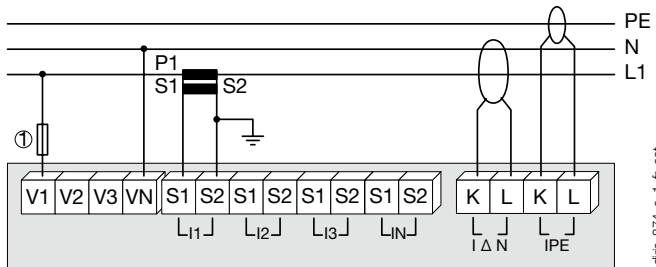 PE
N
P1
L1
S1 S2
①
V1 V2 V3 VN S1 S2 S1 S2 S1 S2 S1 S2 K L K L
I1 I2 I3 IN I Δ N IPE